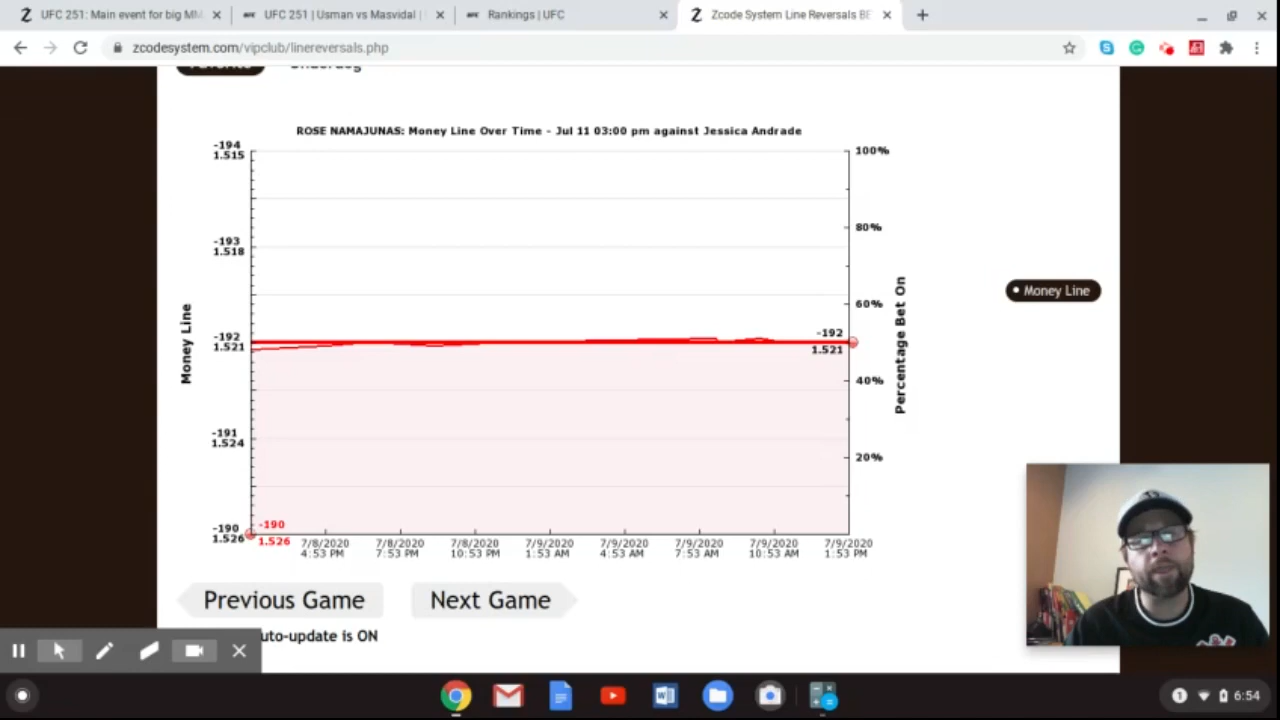 UFC 251: Main event for big MM
UFC 251 | Usman vs Masvidal |
Rankings | UFC
Zcode System Line Reversals BE
zcodesystem.com/vipclub/linereversals.php
Favorite Underdog
ROSE NAMAJUNAS: Money Line Over Time - Jul 11 03:00 pm against Jessica Andrade
-194
1.515
-193
1.518
-192
1.521
-191
1.524
-190
1.526
Money Line
100%
80%
60%
40%
20%
Percentage Bet On
-192
1.521
-190
1.526
Money Line
7/8/2020
4:53 PM
7/8/2020
7:53 PM
7/8/2020
10:53 PM
7/9/2020
1:53 AM
7/9/2020
4:53 AM
7/9/2020
7:53 AM
7/9/2020
10:53 AM
7/9/2020
1:53 PM
Previous Game
Next Game
uto-update is ON
1
6:54